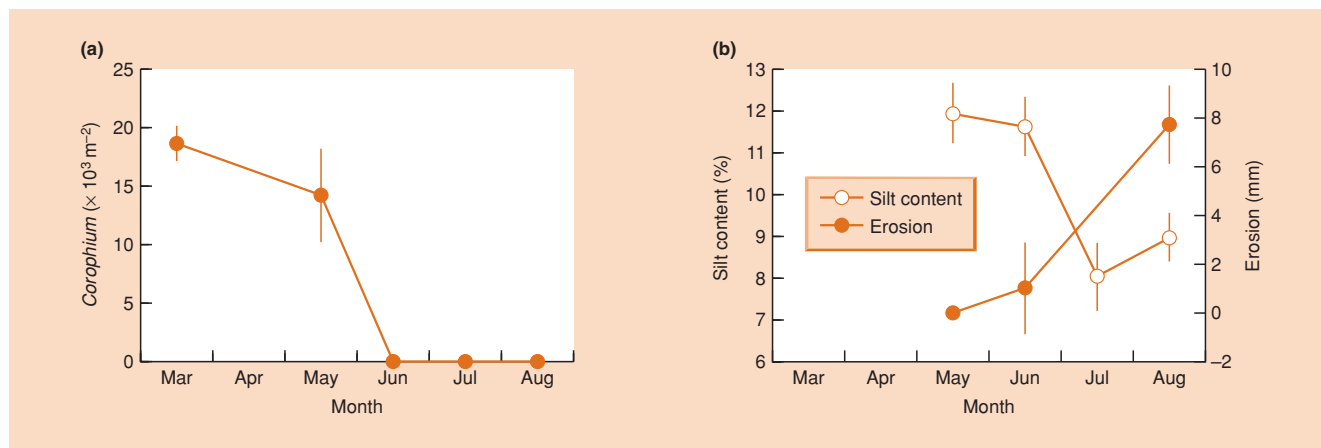 (a)
25
20
15
10
5
0
Corophium (× 10³ m⁻²)
Mar Apr May Jun Jul Aug
Month
(b)
13
12
11
10
9
8
7
6
Silt content (%)
Silt content
Erosion
10
8
6
4
2
0
–2
Erosion (mm)
Mar Apr May Jun Jul Aug
Month